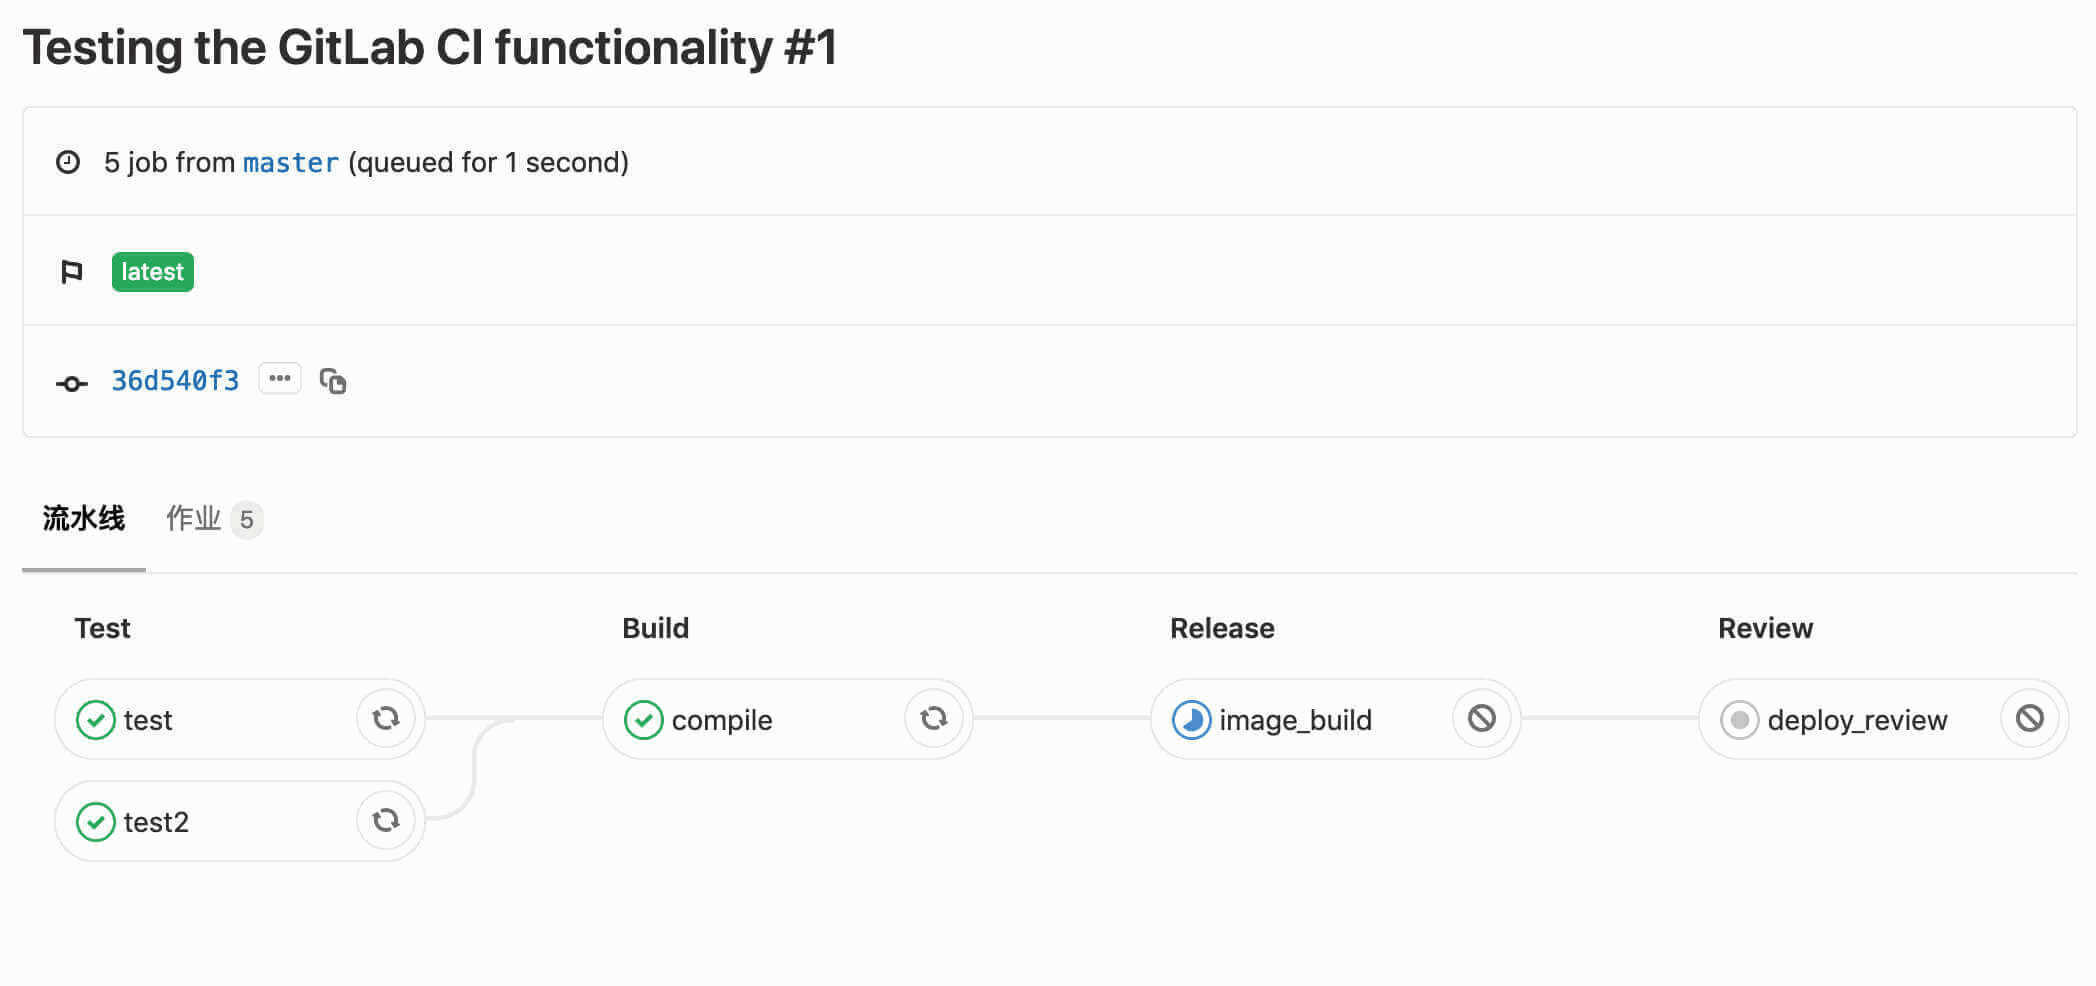 Testing the GitLab CI functionality #1
5 job from master (queued for 1 second)
latest
36d540f3
流水线 作业 5
Test Build Release Review
test compile image_build deploy_review
test2